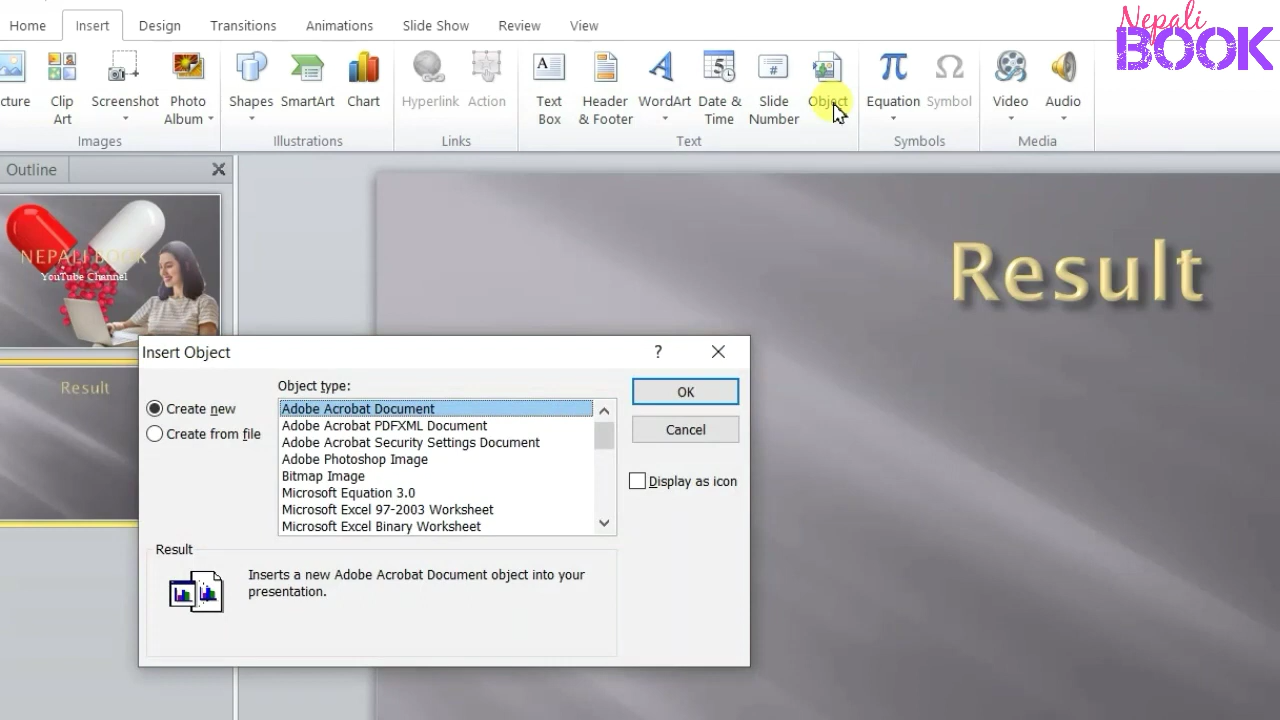 Nepali
BOOK
Home Insert Design Transitions Animations Slide Show Review View
cture
Clip
Art
Screenshot
Photo
Album
Shapes
SmartArt
Chart
Hyperlink
Action
Text
Box
Header
& Footer
WordArt
Date &
Time
Slide
Number
Object
Equation
Symbol
Video
Audio
Images
Illustrations
Links
Text
Symbols
Media
Outline
NEPALI BOOK
YouTube Channel
Result
Result
Insert Object
?
Create new
Create from file
Object type:
Adobe Acrobat Document
Adobe Acrobat PDFXML Document
Adobe Acrobat Security Settings Document
Adobe Photoshop Image
Bitmap Image
Microsoft Equation 3.0
Microsoft Excel 97-2003 Worksheet
Microsoft Excel Binary Worksheet
OK
Cancel
Display as icon
Result
Inserts a new Adobe Acrobat Document object into your
presentation.